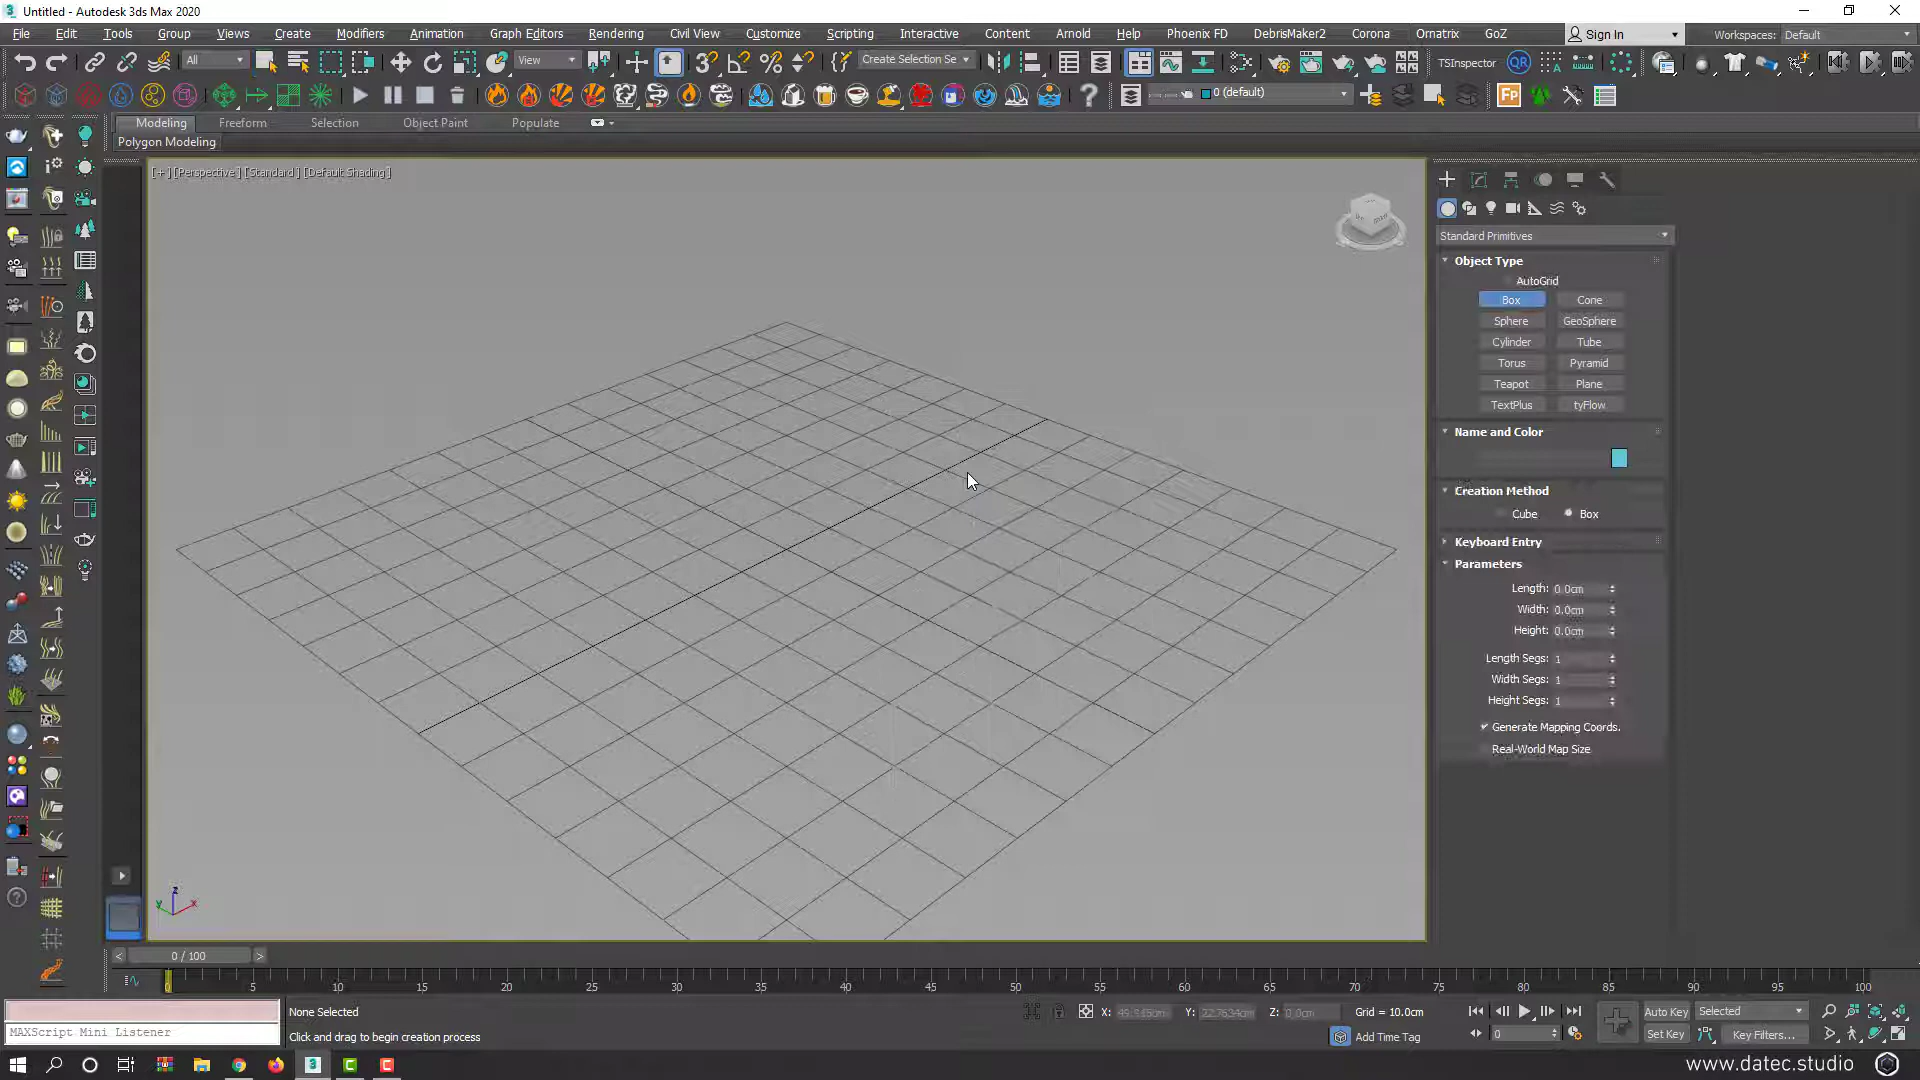 Untitled - Autodesk 3ds Max 2020
File Edit Tools Group Views Create Modifiers Animation Graph Editors Rendering Civil View Customize Scripting Interactive Content Arnold Help Phoenix FD DebrisMaker2 Corona Ornatrix GoZ Sign In Workspaces: Default
All View Create Selection Se TSInspector QR
0 (default) Fp
Modeling Freeform Selection Object Paint Populate
Polygon Modeling
[+] [Perspective] [Standard] [Default Shading]
Standard Primitives
Object Type
AutoGrid
Box Cone
Sphere GeoSphere
Cylinder Tube
Torus Pyramid
Teapot Plane
TextPlus tyFlow
Name and Color
Creation Method
Cube Box
Keyboard Entry
Parameters
Length: 0.0cm
Width: 0.0cm
Height: 0.0cm
Length Segs: 1
Width Segs: 1
Height Segs: 1
Generate Mapping Coords.
Real-World Map Size
z
y x
< 0 / 100 >
0 5 10 15 20 25 30 35 40 45 50 55 60 65 70 75 80 85 90 95 100
None Selected X: Y: Z: 0.0cm Grid = 10.0cm Auto Key Selected
MAXScript Mini Listener Click and drag to begin creation process Add Time Tag 0 Set Key Key Filters...
www.datec.studio